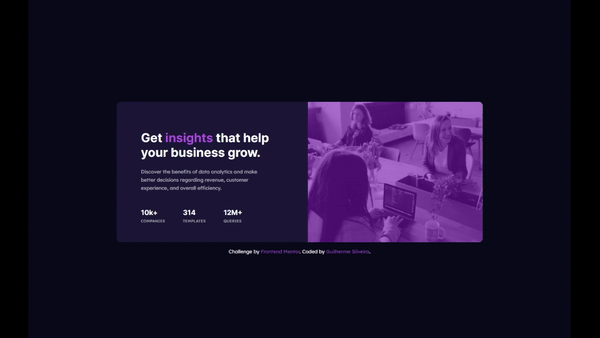 Get insights that help
your business grow.
Discover the benefits of data analytics and make
better decisions regarding revenue, customer
experience, and overall efficiency.
10k+ 314 12M+
COMPANIES TEMPLATES QUERIES
Challenge by Frontend Mentor. Coded by Guilherme Silveira.